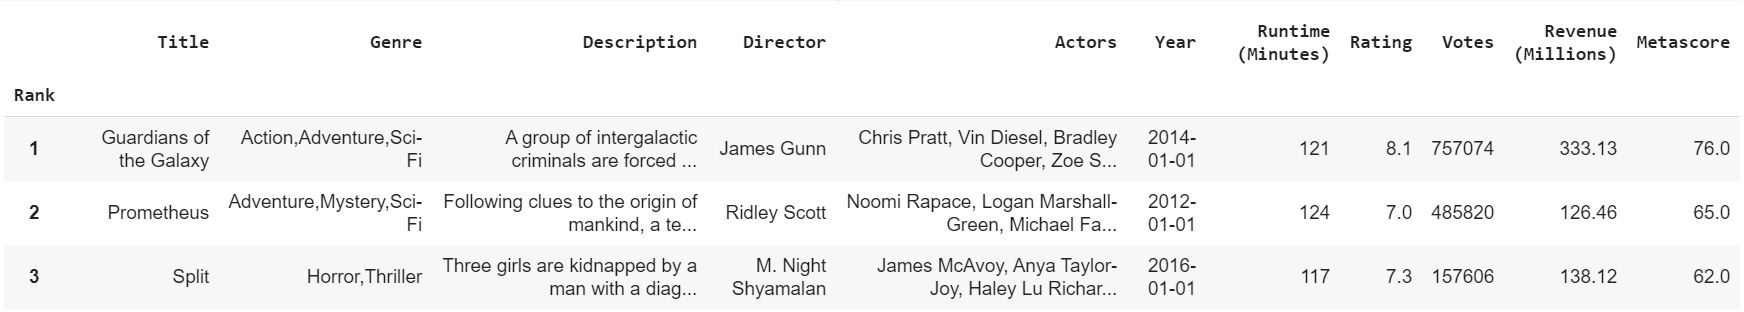 Title Genre Description Director Actors Year Runtime (Minutes) Rating Votes Revenue (Millions) Metascore
Rank
1 Guardians of the Galaxy Action,Adventure,Sci-Fi A group of intergalactic criminals are forced ... James Gunn Chris Pratt, Vin Diesel, Bradley Cooper, Zoe S... 2014-01-01 121 8.1 757074 333.13 76.0
2 Prometheus Adventure,Mystery,Sci-Fi Following clues to the origin of mankind, a te... Ridley Scott Noomi Rapace, Logan Marshall-Green, Michael Fa... 2012-01-01 124 7.0 485820 126.46 65.0
3 Split Horror,Thriller Three girls are kidnapped by a man with a diag... M. Night Shyamalan James McAvoy, Anya Taylor-Joy, Haley Lu Richar... 2016-01-01 117 7.3 157606 138.12 62.0